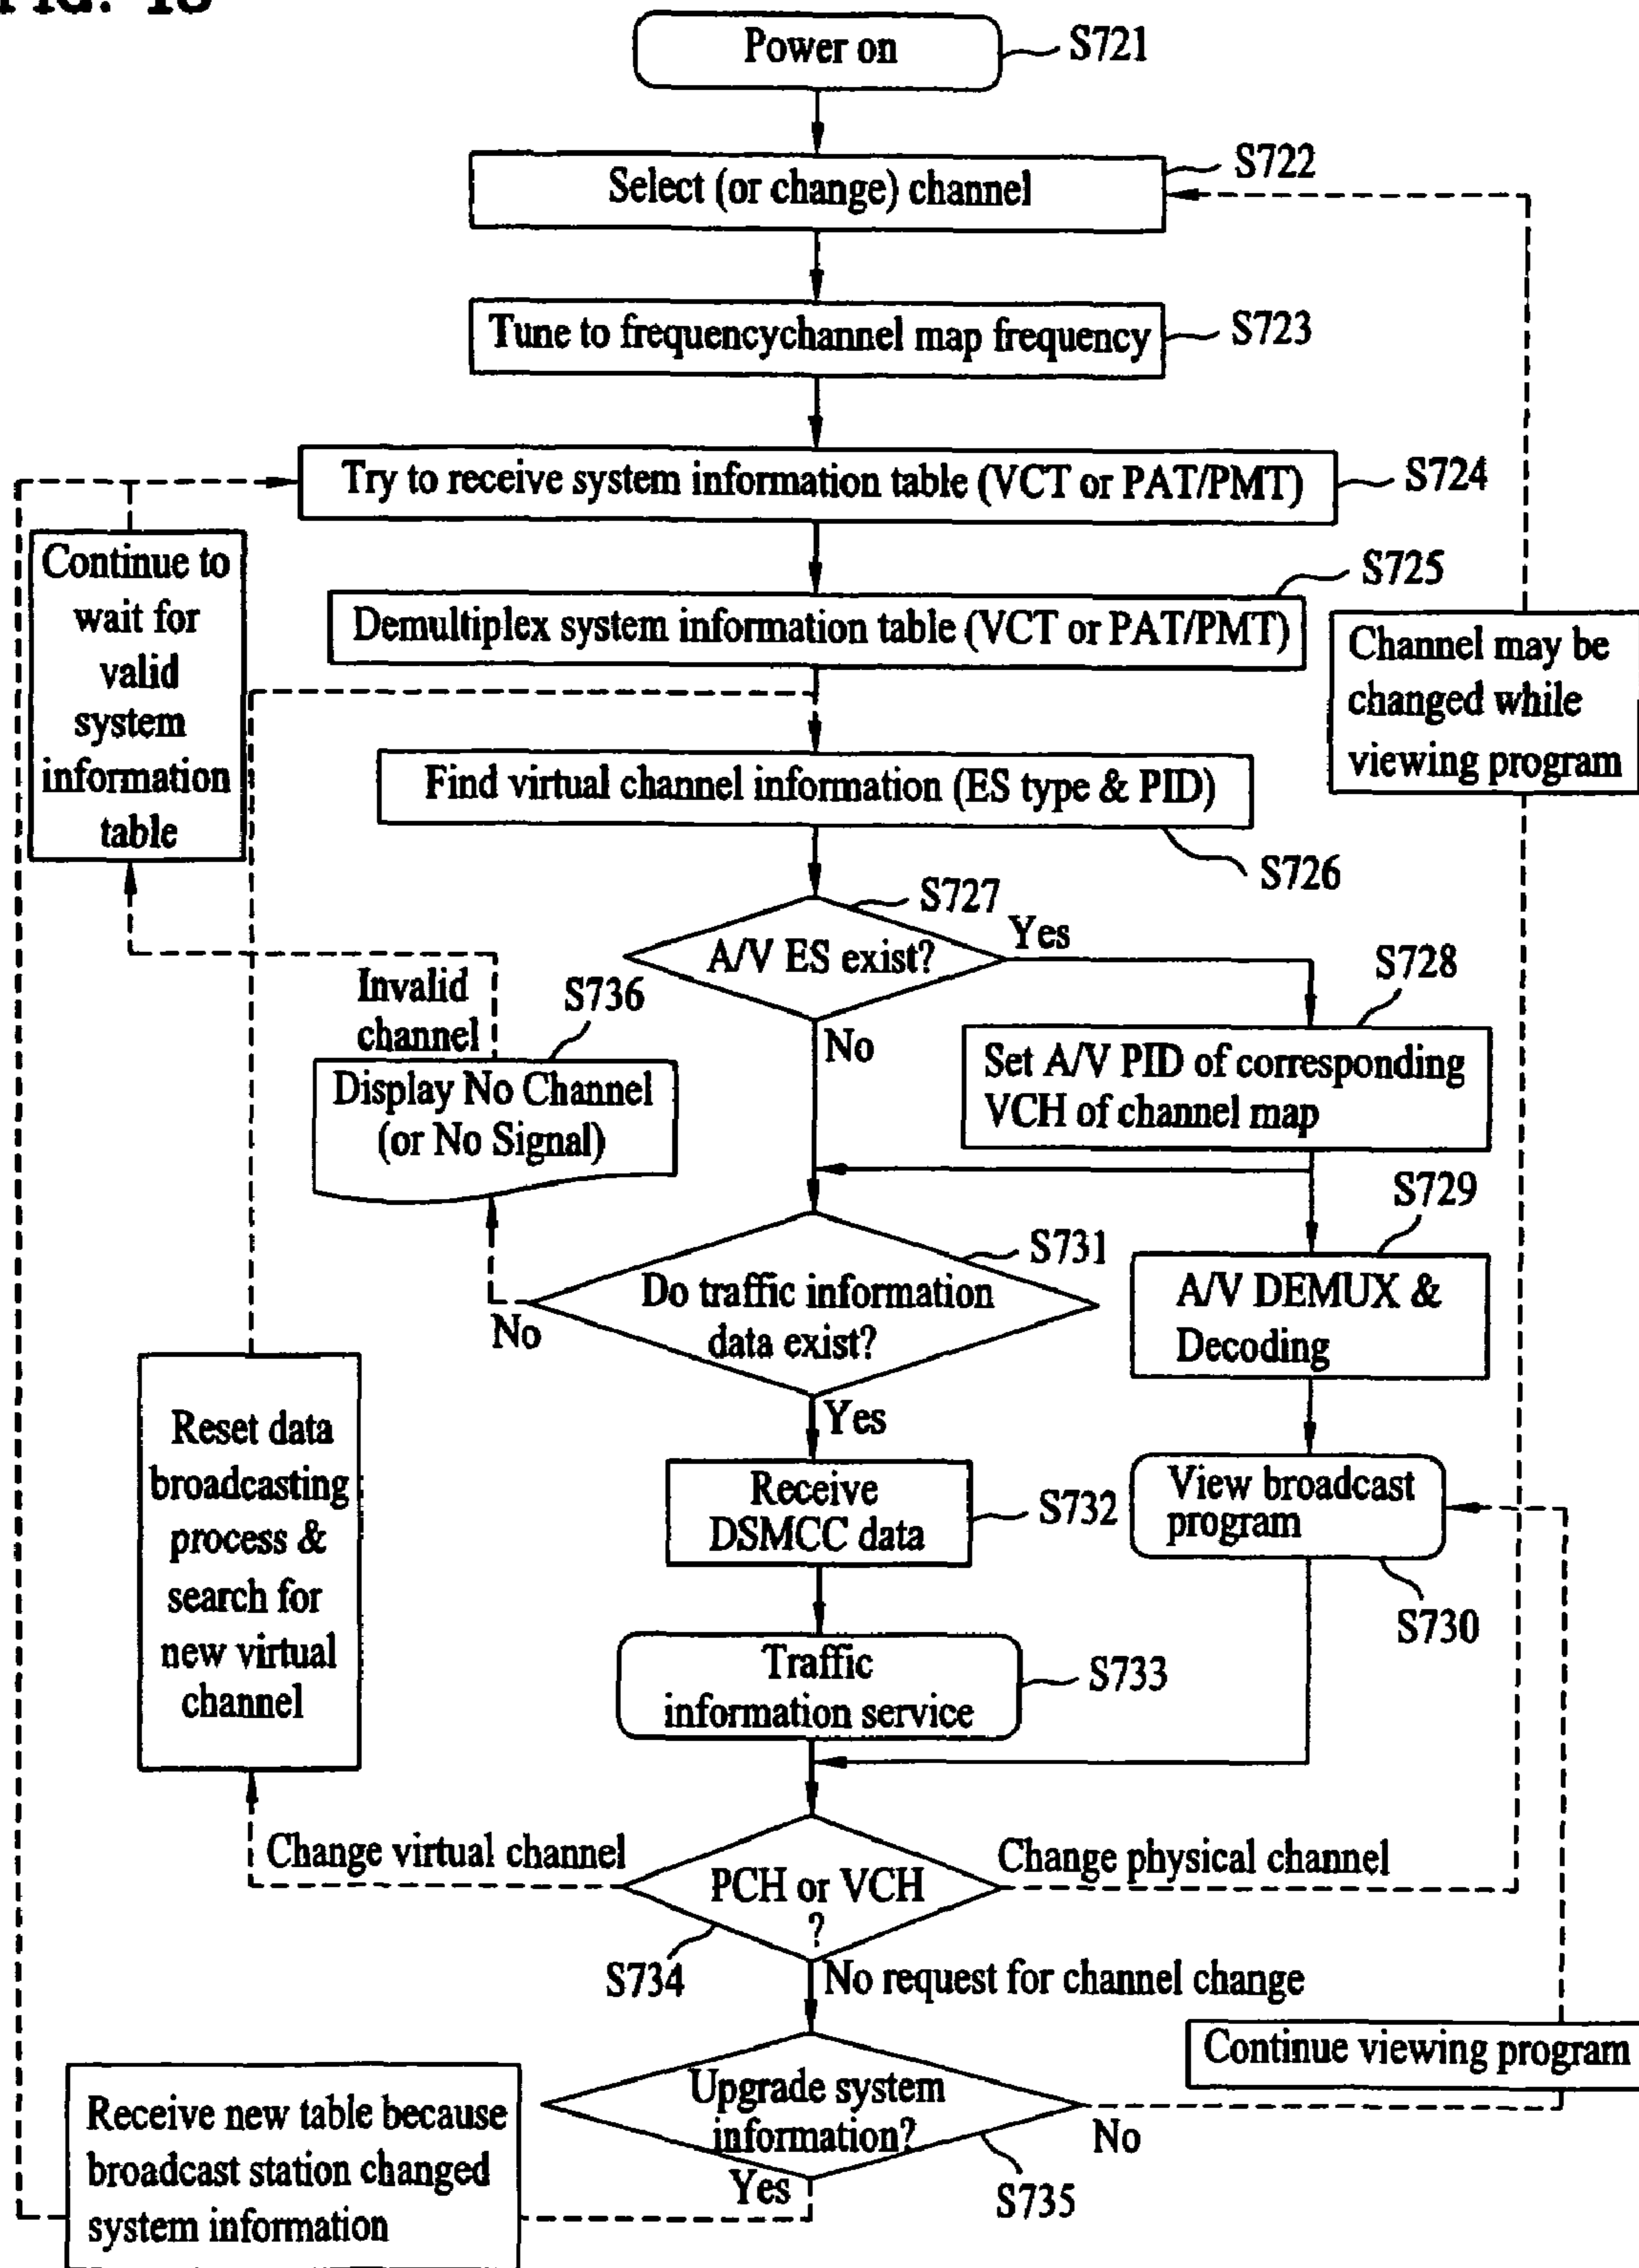 Power on
S721
Select (or change) channel
S722
Tune to frequencychannel map frequency
S723
Try to receive system information table (VCT or PAT/PMT)
S724
Continue to
wait for
valid
system
information
table
Demultiplex system information table (VCT or PAT/PMT)
S725
Channel may be
changed while
viewing program
Find virtual channel information (ES type & PID)
S726
A/V ES exist?
S727
Yes
No
Set A/V PID of corresponding
VCH of channel map
S728
Invalid
channel
S736
Display No Channel
(or No Signal)
S729
A/V DEMUX &
Decoding
S731
Do traffic information
data exist?
No
Yes
Receive
DSMCC data
S732
View broadcast
program
S730
Reset data
broadcasting
process &
search for
new virtual
channel
Traffic
information service
S733
Change virtual channel
PCH or VCH
?
Change physical channel
S734
No request for channel change
Continue viewing program
Upgrade system
information?
No
Yes
S735
Receive new table because
broadcast station changed
system information